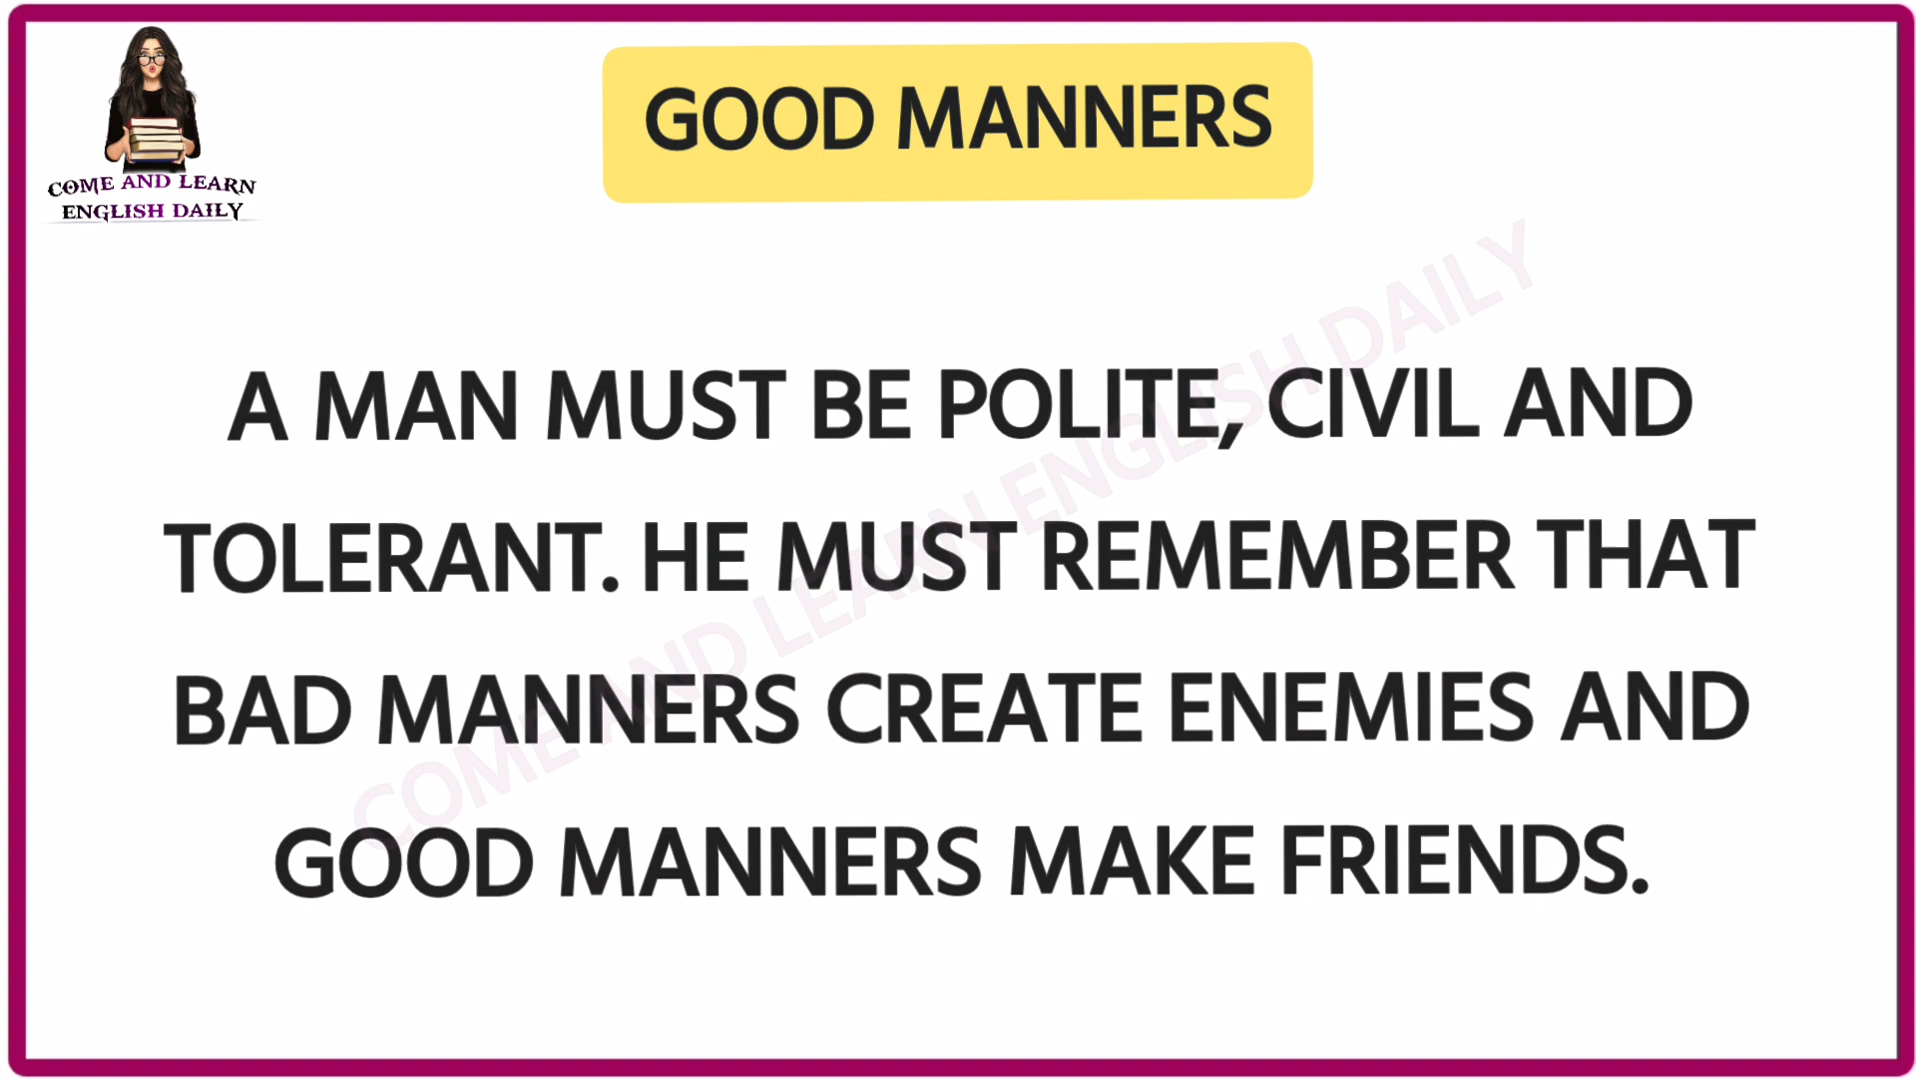 COME AND LEARN
ENGLISH DAILY
GOOD MANNERS
A MAN MUST BE POLITE, CIVIL AND
TOLERANT. HE MUST REMEMBER THAT
BAD MANNERS CREATE ENEMIES AND
GOOD MANNERS MAKE FRIENDS.
COME AND LEARN ENGLISH DAILY